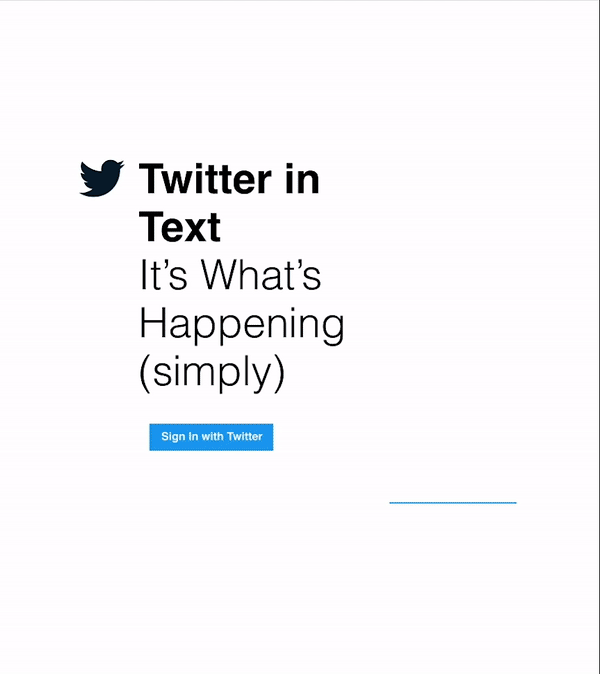 Twitter in
Text
It’s What’s
Happening
(simply)
Sign in with Twitter